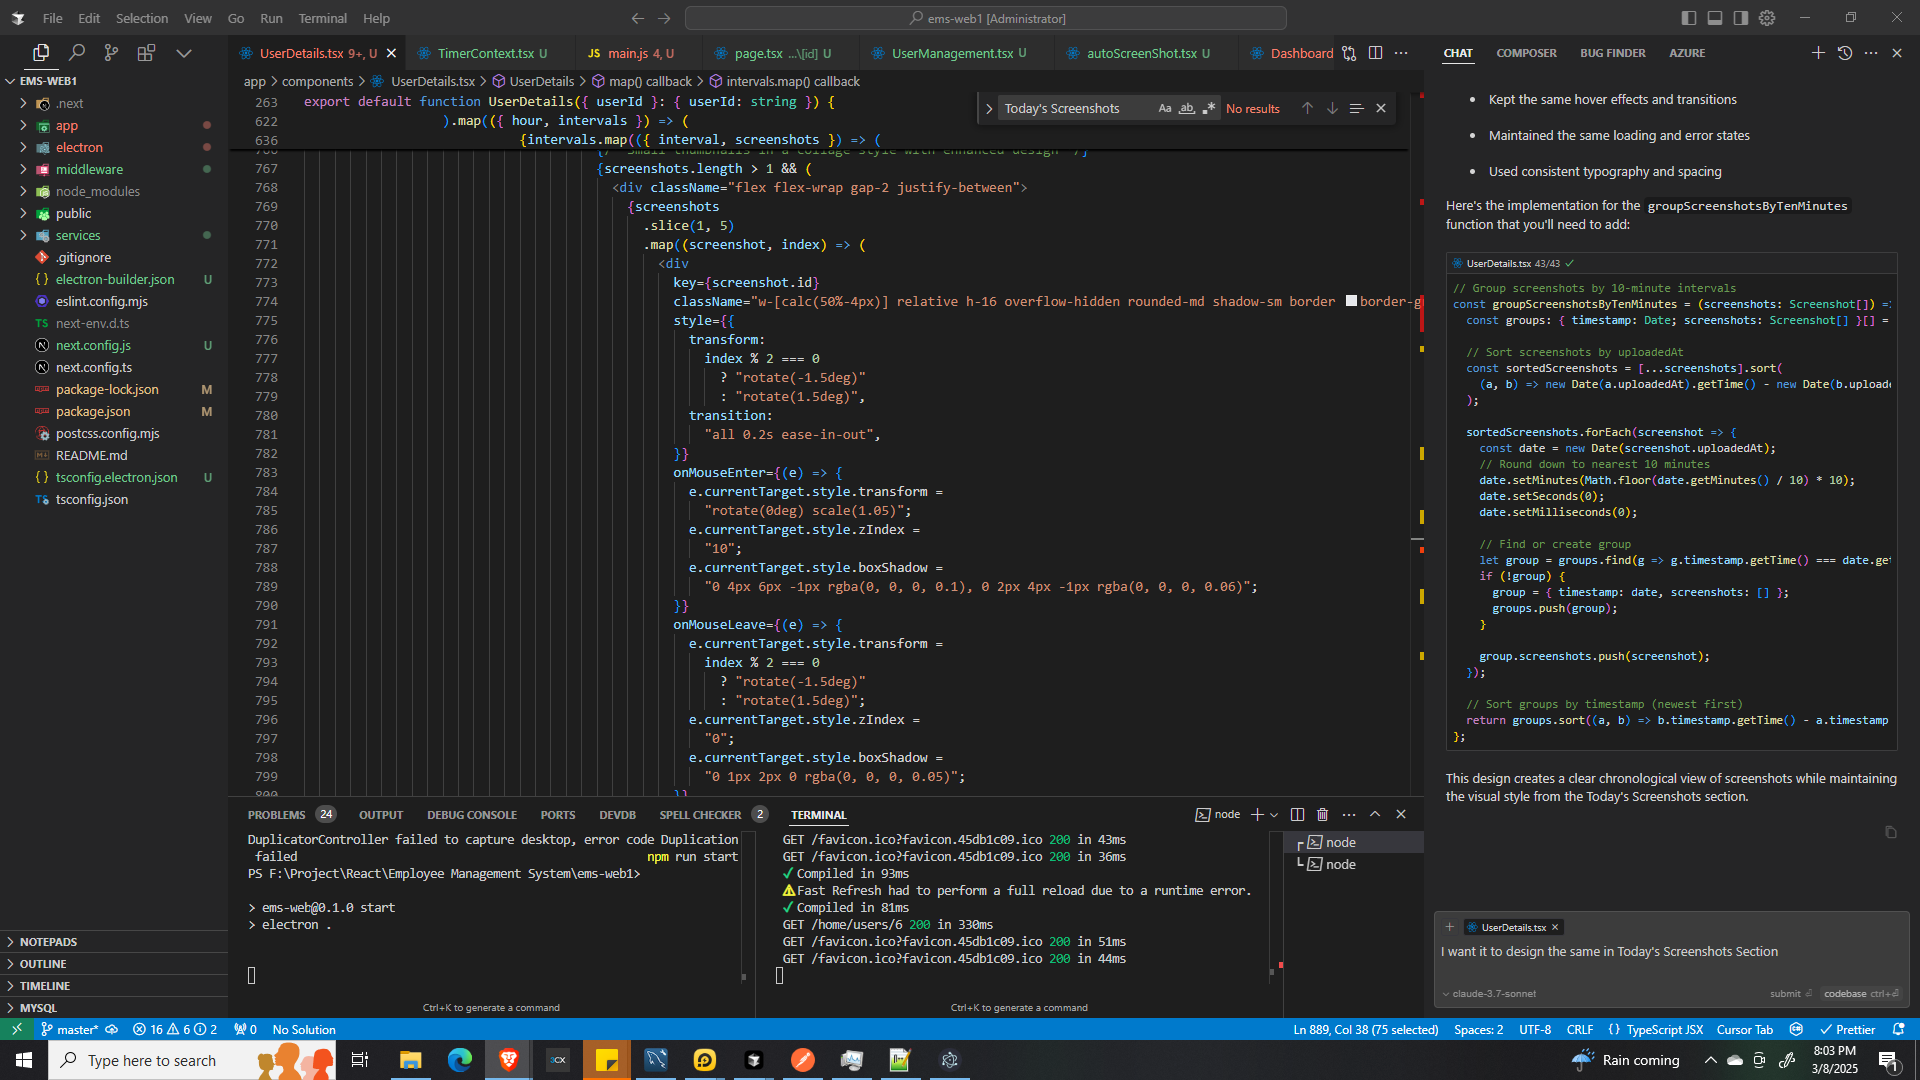 File Edit Selection View Go Run Terminal Help
ems-web1 [Administrator]
UserDetails.tsx 9+, U
TimerContext.tsx U
JS main.js 4, U
page.tsx ...\[id] U
UserManagement.tsx U
autoScreenShot.tsx U
Dashboard
CHAT COMPOSER BUG FINDER AZURE
EMS-WEB1
.next
app
electron
middleware
node_modules
public
services
.gitignore
electron-builder.json U
eslint.config.mjs
TS next-env.d.ts
next.config.js U
next.config.ts
package-lock.json M
package.json M
postcss.config.mjs
README.md
tsconfig.electron.json U
tsconfig.json
NOTEPADS
OUTLINE
TIMELINE
MYSQL
app > components > UserDetails.tsx > UserDetails > map() callback > intervals.map() callback
Today's Screenshots Aa ab No results
263 export default function UserDetails({ userId }: { userId: string }) {
622 ).map(({ hour, intervals }) => (
636 {intervals.map(({ interval, screenshots }) => (
766 {/* Small thumbnails in a collage style with enhanced design */}
767 {screenshots.length > 1 && (
768 <div className="flex flex-wrap gap-2 justify-between">
769 {screenshots
770 .slice(1, 5)
771 .map((screenshot, index) => (
772 <div
773 key={screenshot.id}
774 className="w-[calc(50%-4px)] relative h-16 overflow-hidden rounded-md shadow-sm border border-g
775 style={{
776 transform:
777 index % 2 === 0
778 ? "rotate(-1.5deg)"
779 : "rotate(1.5deg)",
780 transition:
781 "all 0.2s ease-in-out",
782 }}
783 onMouseEnter={(e) => {
784 e.currentTarget.style.transform =
785 "rotate(0deg) scale(1.05)";
786 e.currentTarget.style.zIndex =
787 "10";
788 e.currentTarget.style.boxShadow =
789 "0 4px 6px -1px rgba(0, 0, 0, 0.1), 0 2px 4px -1px rgba(0, 0, 0, 0.06)";
790 }}
791 onMouseLeave={(e) => {
792 e.currentTarget.style.transform =
793 index % 2 === 0
794 ? "rotate(-1.5deg)"
795 : "rotate(1.5deg)";
796 e.currentTarget.style.zIndex =
797 "0";
798 e.currentTarget.style.boxShadow =
799 "0 1px 2px 0 rgba(0, 0, 0, 0.05)";
800 }}
PROBLEMS 24 OUTPUT DEBUG CONSOLE PORTS DEVDB SPELL CHECKER 2 TERMINAL
node
DuplicatorController failed to capture desktop, error code Duplication
failed npm run start
PS F:\Project\React\Employee Management System\ems-web1>
> ems-web@0.1.0 start
> electron .
Ctrl+K to generate a command
GET /favicon.ico?favicon.45db1c09.ico 200 in 43ms
GET /favicon.ico?favicon.45db1c09.ico 200 in 36ms
✓ Compiled in 93ms
⚠ Fast Refresh had to perform a full reload due to a runtime error.
✓ Compiled in 81ms
GET /home/users/6 200 in 330ms
GET /favicon.ico?favicon.45db1c09.ico 200 in 51ms
GET /favicon.ico?favicon.45db1c09.ico 200 in 44ms
Ctrl+K to generate a command
node
node
• Kept the same hover effects and transitions
• Maintained the same loading and error states
• Used consistent typography and spacing
Here's the implementation for the groupScreenshotsByTenMinutes
function that you'll need to add:
UserDetails.tsx 43/43 ✓
// Group screenshots by 10-minute intervals
const groupScreenshotsByTenMinutes = (screenshots: Screenshot[]) =>
const groups: { timestamp: Date; screenshots: Screenshot[] }[] =
// Sort screenshots by uploadedAt
const sortedScreenshots = [...screenshots].sort(
(a, b) => new Date(a.uploadedAt).getTime() - new Date(b.uploade
);
sortedScreenshots.forEach(screenshot => {
const date = new Date(screenshot.uploadedAt);
// Round down to nearest 10 minutes
date.setMinutes(Math.floor(date.getMinutes() / 10) * 10);
date.setSeconds(0);
date.setMilliseconds(0);
// Find or create group
let group = groups.find(g => g.timestamp.getTime() === date.get
if (!group) {
group = { timestamp: date, screenshots: [] };
groups.push(group);
}
group.screenshots.push(screenshot);
});
// Sort groups by timestamp (newest first)
return groups.sort((a, b) => b.timestamp.getTime() - a.timestamp
};
This design creates a clear chronological view of screenshots while maintaining
the visual style from the Today's Screenshots section.
UserDetails.tsx
I want it to design the same in Today's Screenshots Section
claude-3.7-sonnet submit codebase ctrl+
master* 16 6 2 0 No Solution
Ln 889, Col 38 (75 selected) Spaces: 2 UTF-8 CRLF { } TypeScript JSX Cursor Tab Prettier
Type here to search
Rain coming
8:03 PM
3/8/2025
1